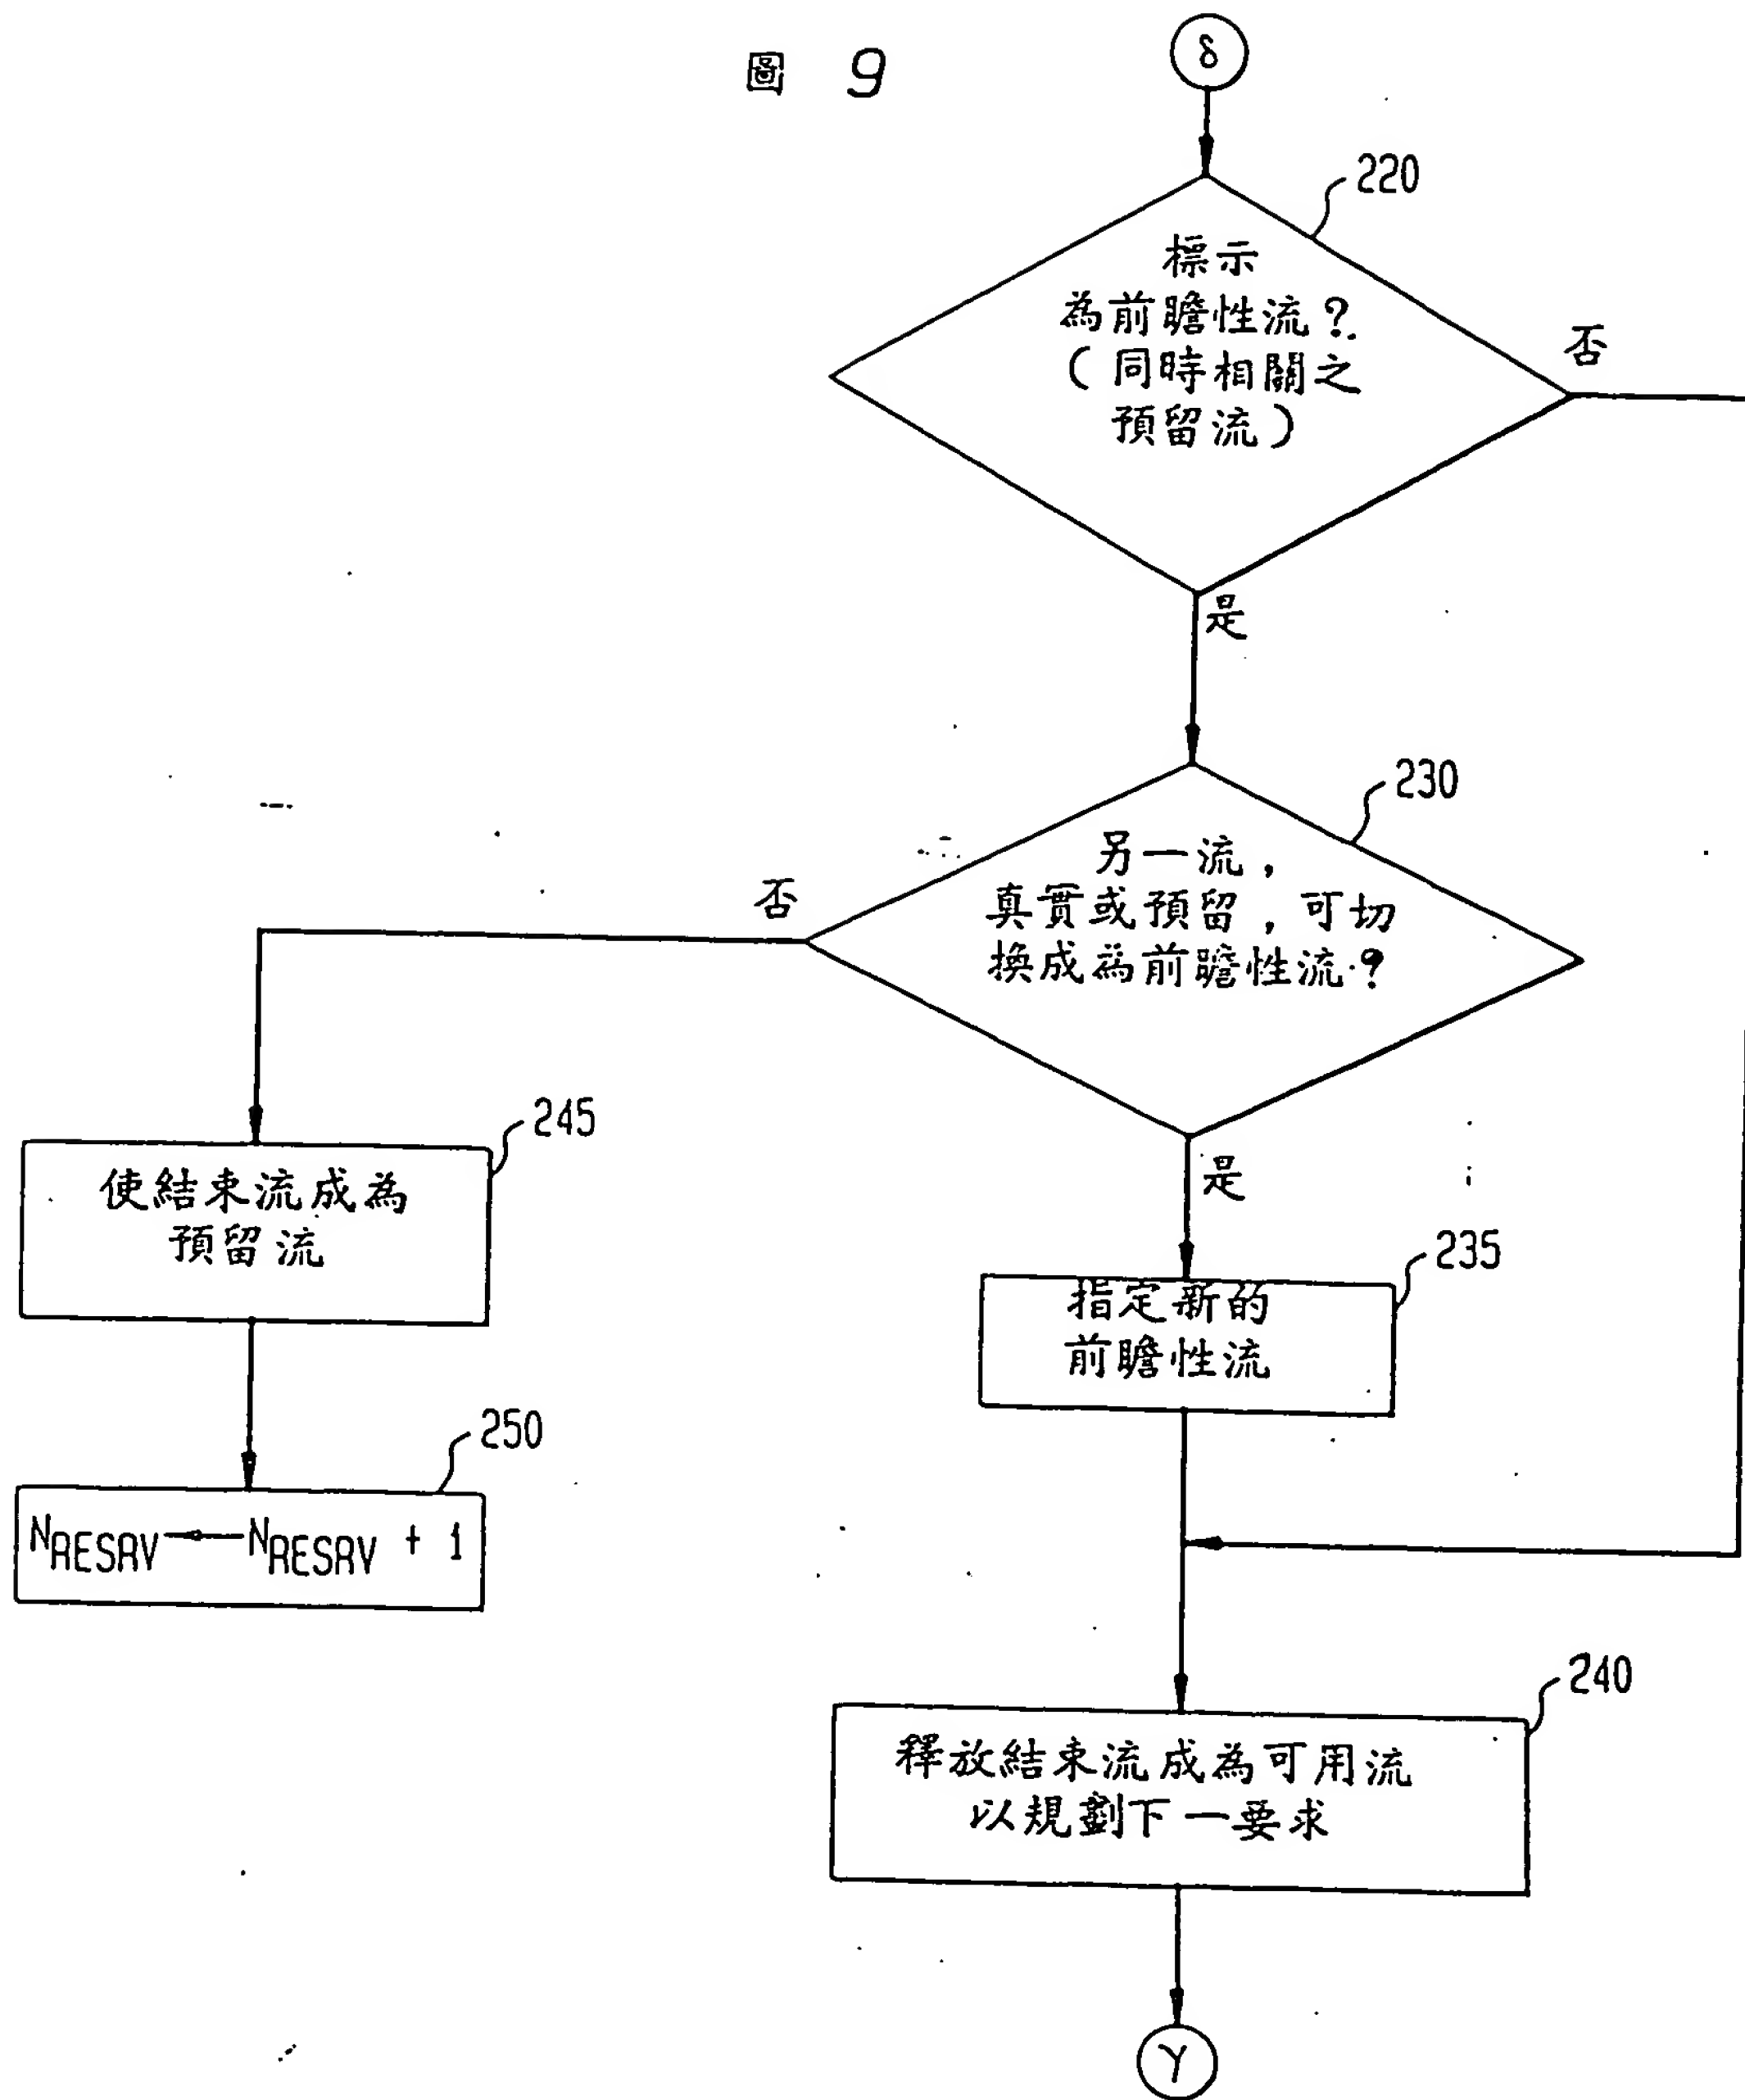 圖 9
δ
220
標示
為前瞻性流？
（同時相關之
預留流）
否
是
230
另一流，
真實或預留，可切
換成為前瞻性流？
否
是
245
使結束流成為
預留流
235
指定新的
前瞻性流
250
NRESRV ← NRESRV + 1
240
釋放結束流成為可用流
以規劃下一要求
γ